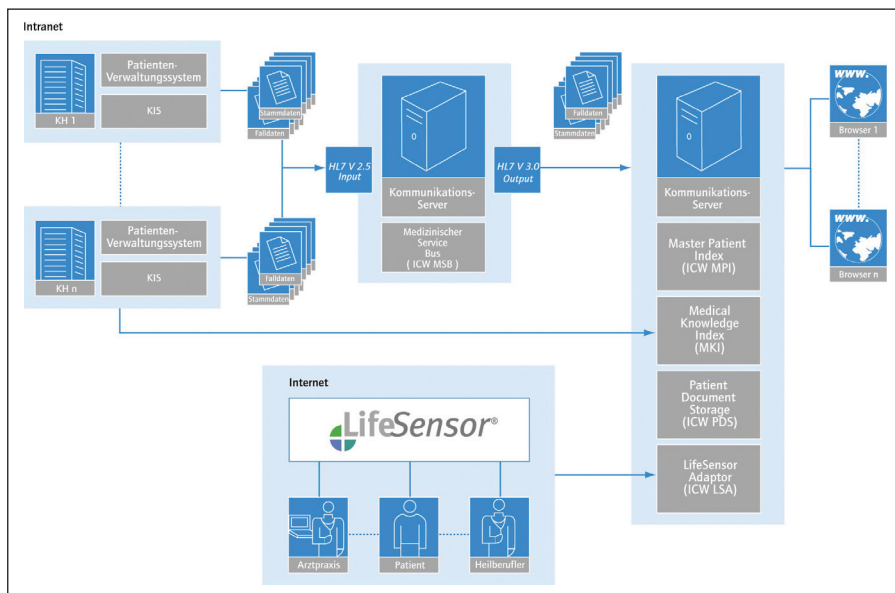 Intranet
Patienten-
Verwaltungssystem
KH 1
KIS
Stammdaten
Falldaten
HL7 V 2.5
Input
Kommunikations-
Server
Medizinischer
Service
Bus
( ICW MSB )
HL7 V 3.0
Output
Falldaten
Stammdaten
Kommunikations-
Server
Master Patient
Index
(ICW MPI)
Medical
Knowledge
Index
(MKI)
Patient
Document
Storage
(ICW PDS)
LifeSensor
Adaptor
(ICW LSA)
www.
Browser 1
www.
Browser n
Patienten-
Verwaltungssystem
KH n
KIS
Falldaten
Stammdaten
Internet
LifeSensor®
Arztpraxis
Patient
Heilberufler